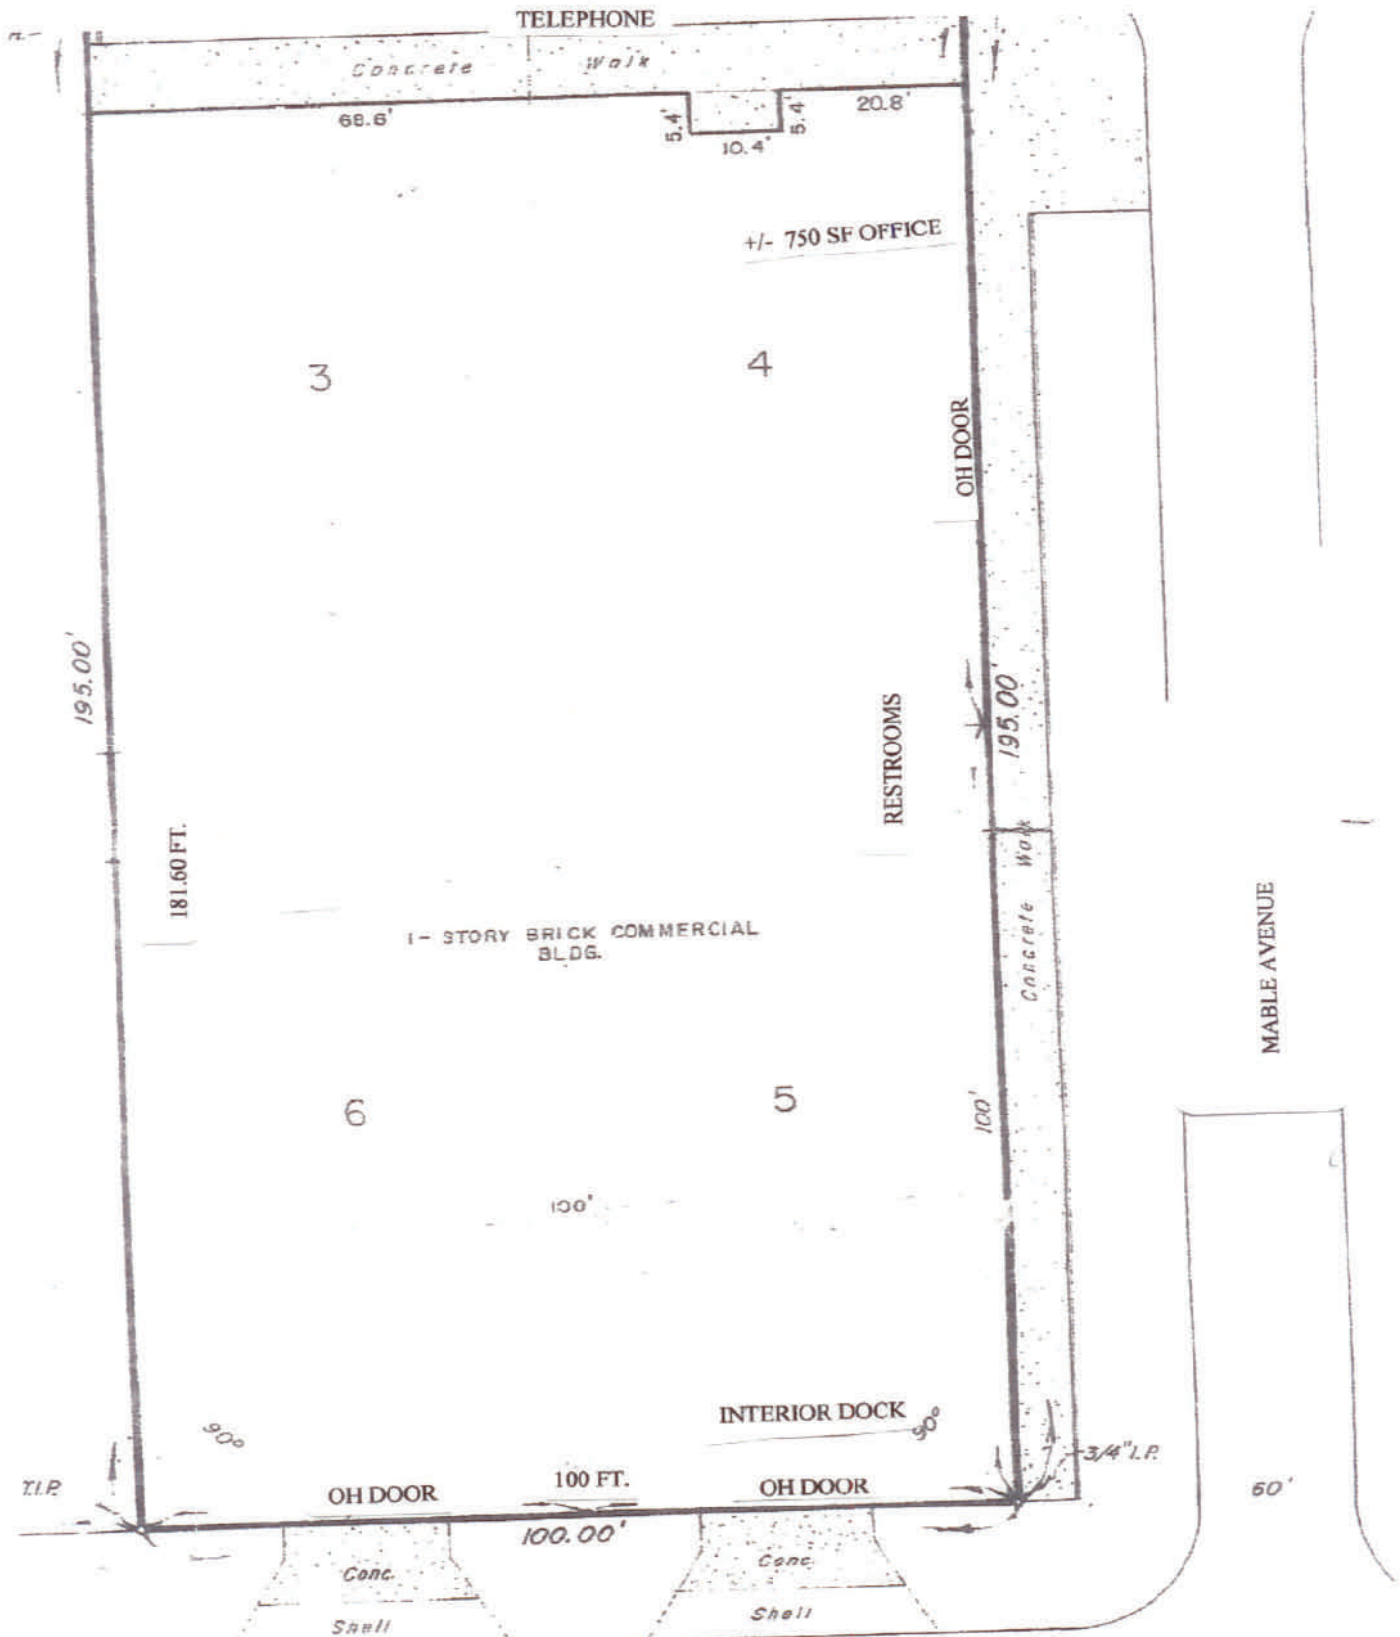 TELEPHONE
Concrete Walk
68.6'
5.4'
10.4'
5.4'
20.8'
+/- 750 SF OFFICE
3
4
OH DOOR
195.00'
195.00'
RESTROOMS
181.60 FT.
Concrete Walk
1- STORY BRICK COMMERCIAL
BLDG.
MABLE AVENUE
6
5
100'
100'
INTERIOR DOCK
90°
90°
3/4" I.P.
T.I.P.
OH DOOR
100 FT.
OH DOOR
60'
100.00'
Conc.
Conc.
Shell
Shell